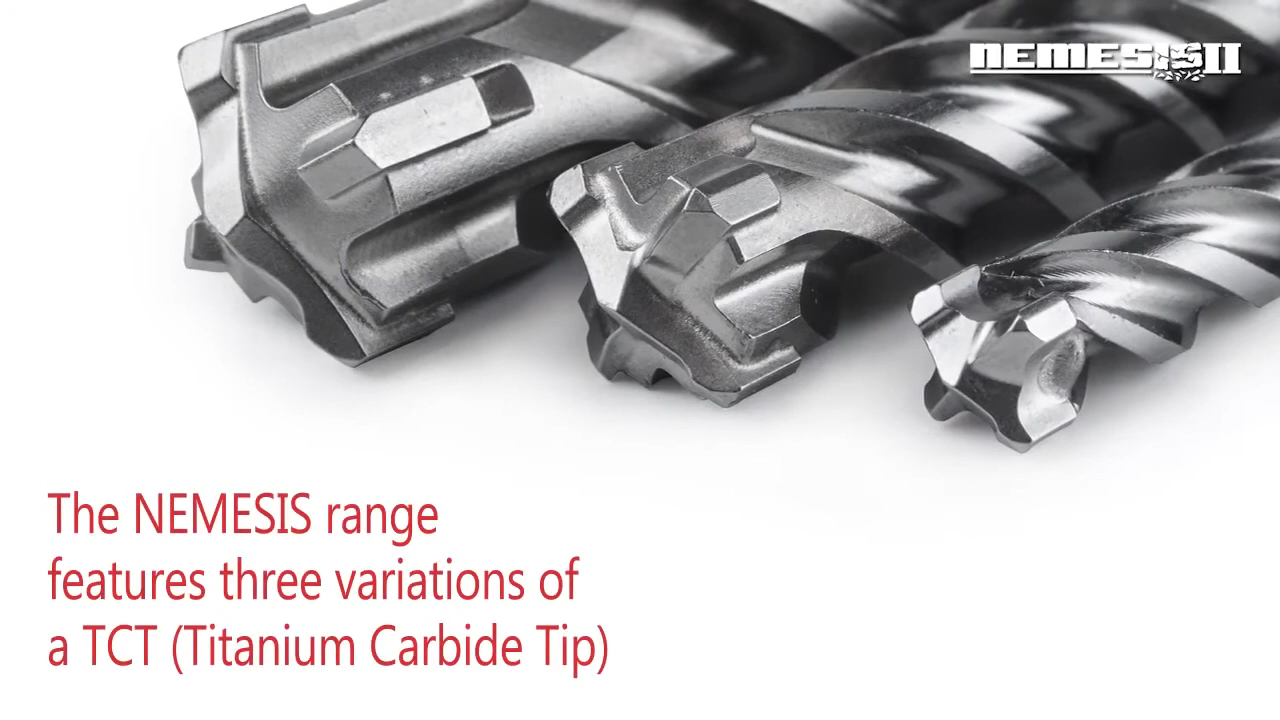 NEMESIS II
The NEMESIS range
features three variations of
a TCT (Titanium Carbide Tip)